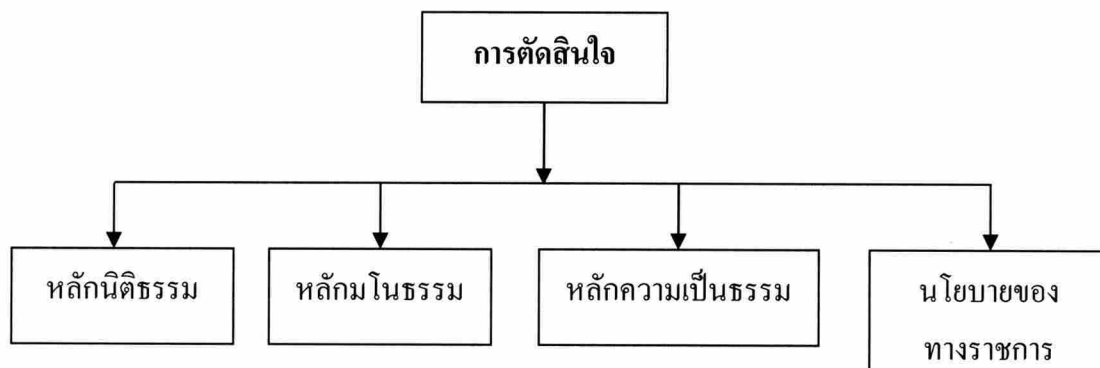 การตัดสินใจ
หลักนิติธรรม
หลักมโนธรรม
หลักความเป็นธรรม
นโยบายของ
ทางราชการ